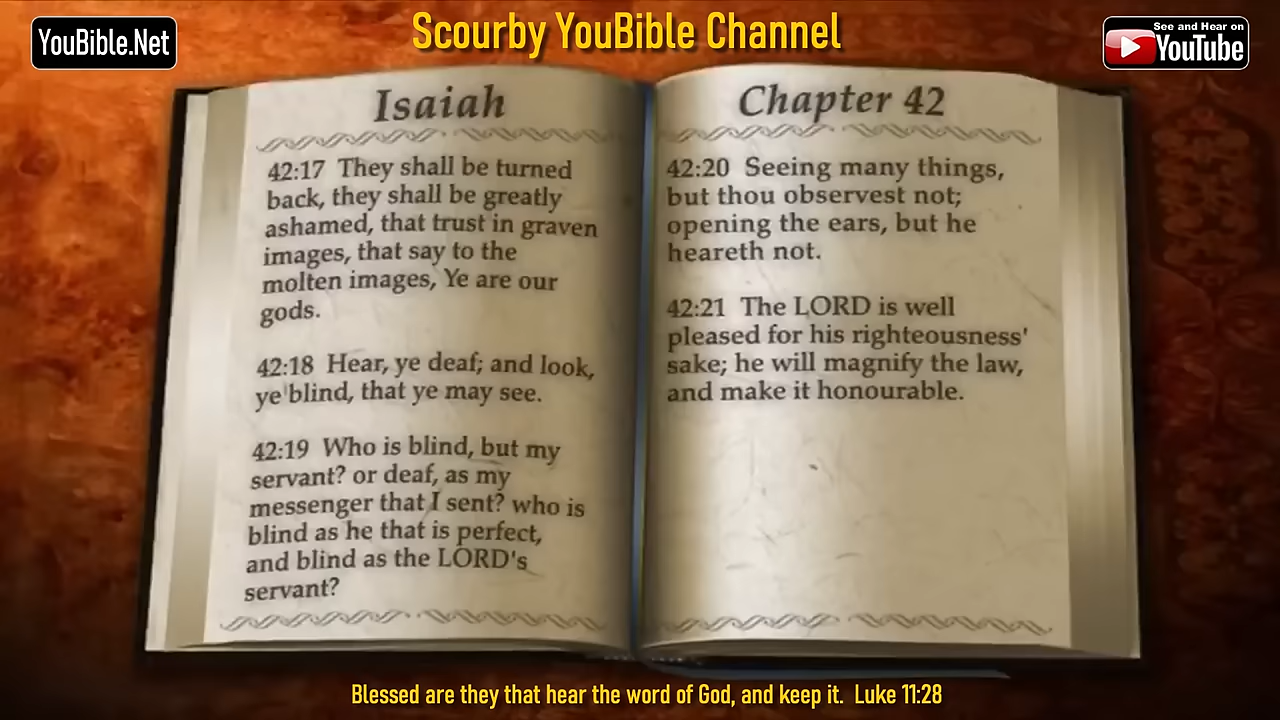 YouBible.Net
Scourby YouBible Channel
See and Hear on
YouTube
Isaiah
42:17 They shall be turned
back, they shall be greatly
ashamed, that trust in graven
images, that say to the
molten images, Ye are our
gods.
42:18 Hear, ye deaf; and look,
ye blind, that ye may see.
42:19 Who is blind, but my
servant? or deaf, as my
messenger that I sent? who is
blind as he that is perfect,
and blind as the LORD's
servant?
Chapter 42
42:20 Seeing many things,
but thou observest not;
opening the ears, but he
heareth not.
42:21 The LORD is well
pleased for his righteousness'
sake; he will magnify the law,
and make it honourable.
Blessed are they that hear the word of God, and keep it. Luke 11:28